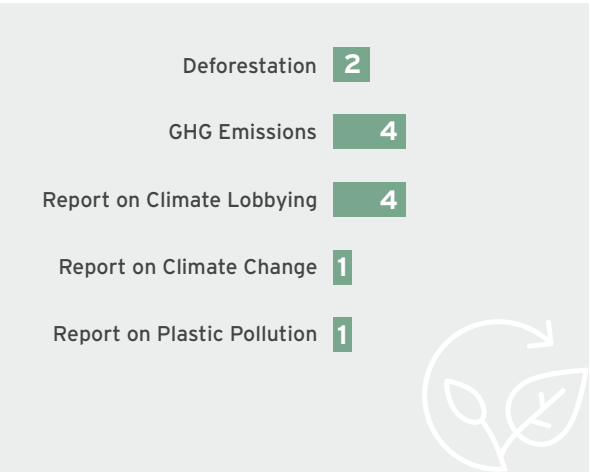 Deforestation 2
GHG Emissions 4
Report on Climate Lobbying 4
Report on Climate Change 1
Report on Plastic Pollution 1